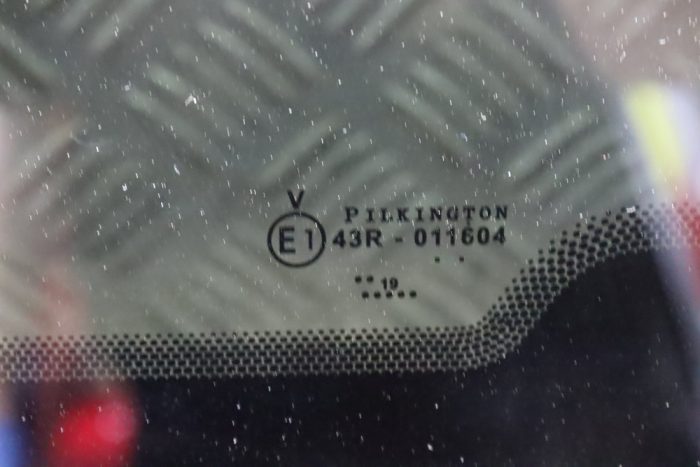 V
PILKINGTON
E1 43R - 011604
.. 19
.....